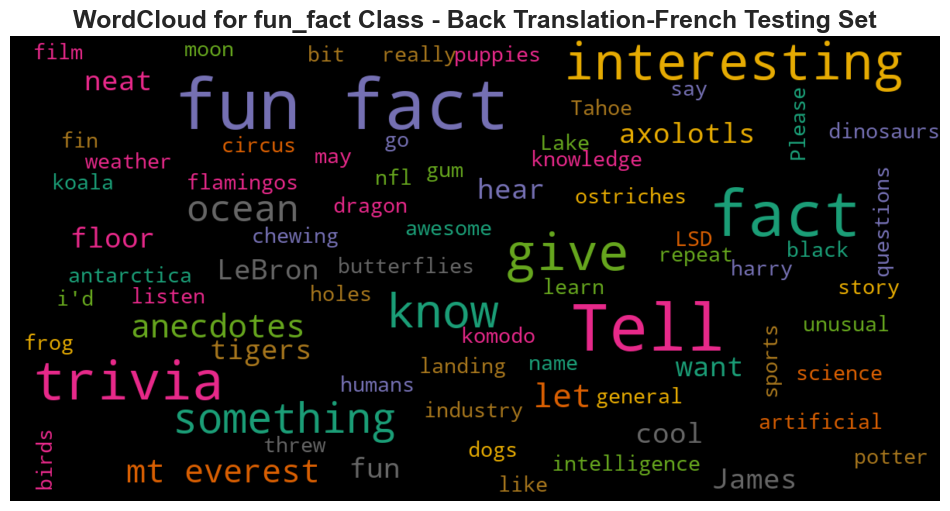 WordCloud for fun_fact Class - Back Translation-French Testing Set
film
moon
bit
really
puppies
interesting
neat
fun fact
say
Tahoe
Please
fin
circus
go
Lake
axolotls
dinosaurs
weather
may
knowledge
koala
flamingos
nfl
gum
hear
ostriches
fact
questions
ocean
dragon
floor
chewing
awesome
give
LSD
black
antarctica
LeBron
butterflies
repeat
harry
i'd
listen
holes
learn
story
know
Tell
frog
anecdotes
tigers
komodo
unusual
trivia
landing
name
want
sports
science
humans
something
industry
let
general
artificial
birds
threw
dogs
cool
mt everest
fun
intelligence
potter
like
James